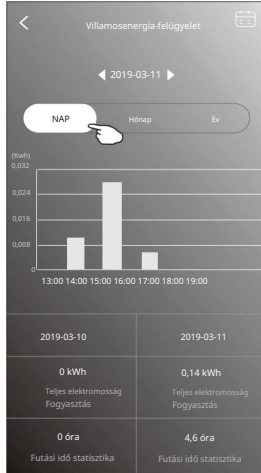 Villamosenergia-felügyelet
2019-03-11
NAP Hónap Év
(Kwh)
0,032
0,024
0,016
0,008
0
13:00 14:00 15:00 16:00 17:00 18:00 19:00
2019-03-10 2019-03-11
0 kWh 0,14 kWh
Teljes elektromosság Teljes elektromosság
Fogyasztás Fogyasztás
0 óra 4,6 óra
Futási idő statisztika Futási idő statisztika